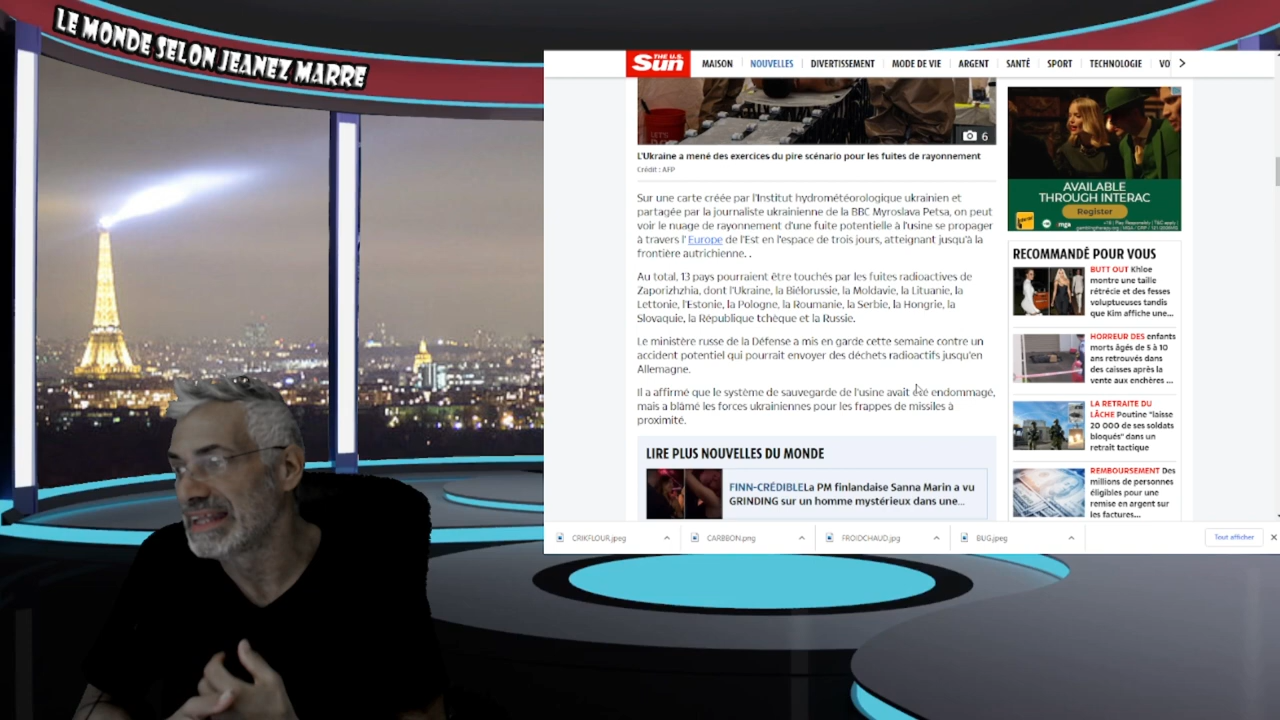 LE MONDE SELON JEANEZ MARRE
THE U.S. Sun
MAISON NOUVELLES DIVERTISSEMENT MODE DE VIE ARGENT SANTÉ SPORT TECHNOLOGIE VO
6
L'Ukraine a mené des exercices du pire scénario pour les fuites de rayonnement
Crédit : AFP
Sur une carte créée par l'Institut hydrométéorologique ukrainien et
partagée par la journaliste ukrainienne de la BBC Myroslava Petsa, on peut
voir le nuage de rayonnement d'une fuite potentielle à l'usine se propager
à travers l'Europe de l'Est en l'espace de trois jours, atteignant jusqu'à la
frontière autrichienne. .
Au total, 13 pays pourraient être touchés par les fuites radioactives de
Zaporizhzhia, dont l'Ukraine, la Biélorussie, la Moldavie, la Lituanie, la
Lettonie, l'Estonie, la Pologne, la Roumanie, la Serbie, la Hongrie, la
Slovaquie, la République tchèque et la Russie.
Le ministère russe de la Défense a mis en garde cette semaine contre un
accident potentiel qui pourrait envoyer des déchets radioactifs jusqu'en
Allemagne.
Il a affirmé que le système de sauvegarde de l'usine avait été endommagé,
mais a blâmé les forces ukrainiennes pour les frappes de missiles à
proximité.
LIRE PLUS NOUVELLES DU MONDE
FINN-CRÉDIBLELa PM finlandaise Sanna Marin a vu
GRINDING sur un homme mystérieux dans une...
AVAILABLE
THROUGH INTERAC
Register
RECOMMANDÉ POUR VOUS
BUTT OUT Khloe
montre une taille
rétrécie et des fesses
voluptueuses tandis
que Kim affiche une...
HORREUR DES enfants
morts âgés de 5 à 10
ans retrouvés dans
des caisses après la
vente aux enchères ...
LA RETRAITE DU
LÂCHE Poutine "laisse
20 000 de ses soldats
bloqués" dans un
retrait tactique
REMBOURSEMENT Des
millions de personnes
éligibles pour une
remise en argent sur
les factures...
CRIKFLOUR.jpeg CARBBON.png FROIDCHAUD.jpg BUG.jpeg Tout afficher